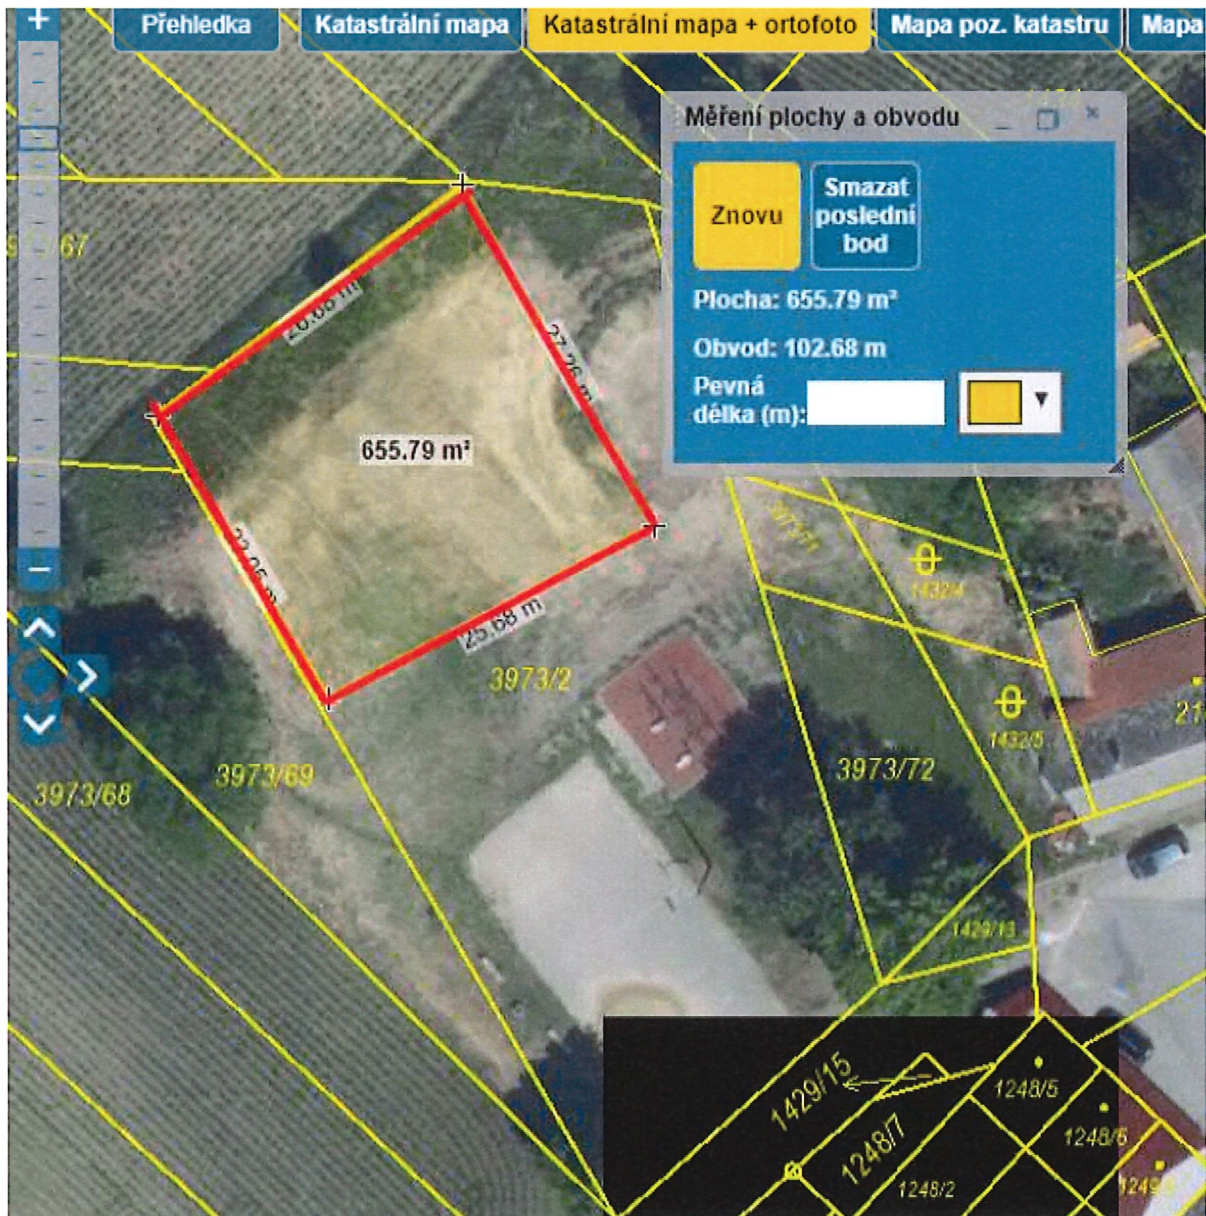 Přehledka
Katastrální mapa
Katastrální mapa + ortofoto
Mapa poz. katastru
Mapa
Měření plochy a obvodu
Znovu
Smazat
poslední
bod
Plocha: 655.79 m²
Obvod: 102.68 m
Pevná
délka (m):
27.26 m
655.79 m²
25.68 m
3973/2
1432/4
1432/5
3973/72
3973/69
3973/68
1429/13
1429/15
1248/5
1248/7
1248/6
1248/2